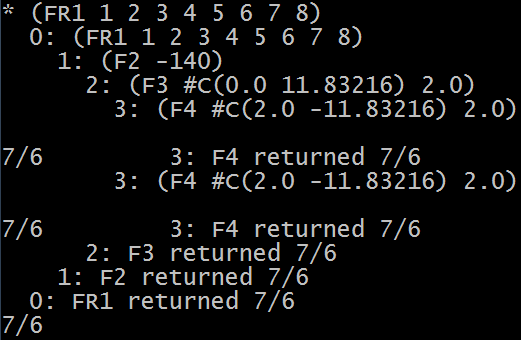 * (FR1 1 2 3 4 5 6 7 8)
  0: (FR1 1 2 3 4 5 6 7 8)
    1: (F2 -140)
      2: (F3 #C(0.0 11.83216) 2.0)
        3: (F4 #C(2.0 -11.83216) 2.0)

7/6         3: F4 returned 7/6
        3: (F4 #C(2.0 -11.83216) 2.0)

7/6         3: F4 returned 7/6
      2: F3 returned 7/6
    1: F2 returned 7/6
  0: FR1 returned 7/6
7/6